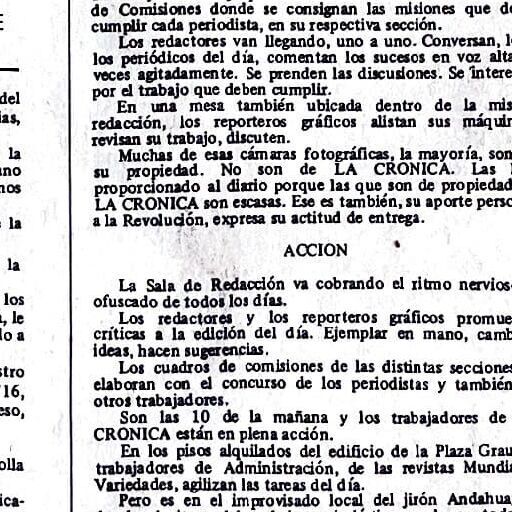 del
ias,
la
ano
nos
la
la
los
, le
lo a
stro
'16,
eso,
olla
ica-
de Comisiones donde se consignan las misiones que de
cumplir cada periodista, en su respectiva sección.
Los redactores van llegando, uno a uno. Conversan, l
los periódicos del día, comentan los sucesos en voz alta
veces agitadamente. Se prenden las discusiones. Se intere
por el trabajo que deben cumplir.
En una mesa también ubicada dentro de la mis
redacción, los reporteros gráficos alistan sus máqui
revisan su trabajo, discuten.
Muchas de esas cámaras fotográficas, la mayoría, son
su propiedad. No son de LA CRONICA. Las
proporcionado al diario porque las que son de propiedad
LA CRONICA son escasas. Ese es también, su aporte perso
a la Revolución, expresa su actitud de entrega.
ACCION
La Sala de Redacción va cobrando el ritmo nervios
ofuscado de todos los días.
Los redactores y los reporteros gráficos promue
críticas a la edición del día. Ejemplar en mano, camb
ideas, hacen sugerencias.
Los cuadros de comisiones de las distintas secciones
elaboran con el concurso de los periodistas y también
otros trabajadores.
Son las 10 de la mañana y los trabajadores de
CRONICA están en plena acción.
En los pisos alquilados del edificio de la Plaza Grau
trabajadores de Administración, de las revistas Mundia
Variedades, agilizan las tareas del día.
Pero es en el improvisado local del jirón Andahua